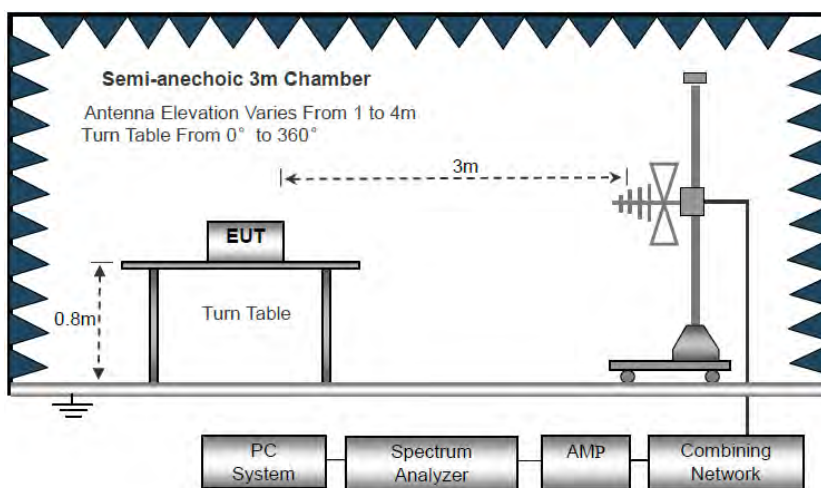 Semi-anechoic 3m Chamber
Antenna Elevation Varies From 1 to 4m
Turn Table From 0° to 360°
3m
EUT
0.8m
Turn Table
PC
System
Spectrum
Analyzer
AMP
Combining
Network